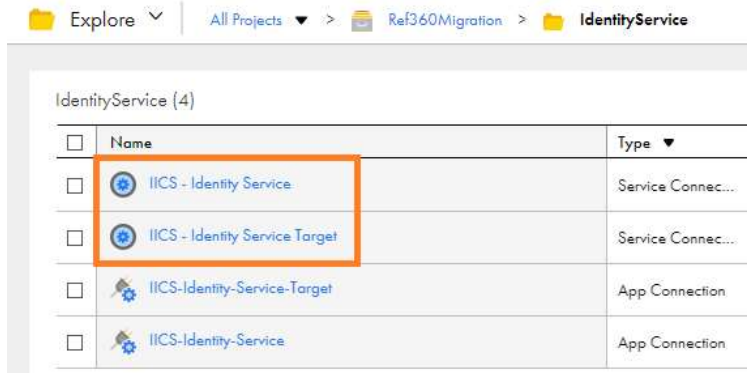 Explore All Projects > Ref360Migration > IdentityService
IdentityService (4)
Name Type
IICS - Identity Service Service Connec...
IICS - Identity Service Target Service Connec...
IICS-Identity-Service-Target App Connection
IICS-Identity-Service App Connection